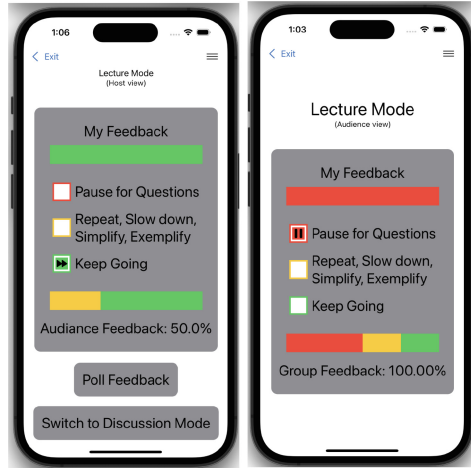 1:06
Exit
Lecture Mode
(Host view)
My Feedback
Pause for Questions
Repeat, Slow down,
Simplify, Exemplify
Keep Going
Audiance Feedback: 50.0%
Poll Feedback
Switch to Discussion Mode
1:03
Exit
Lecture Mode
(Audience view)
My Feedback
Pause for Questions
Repeat, Slow down,
Simplify, Exemplify
Keep Going
Group Feedback: 100.00%